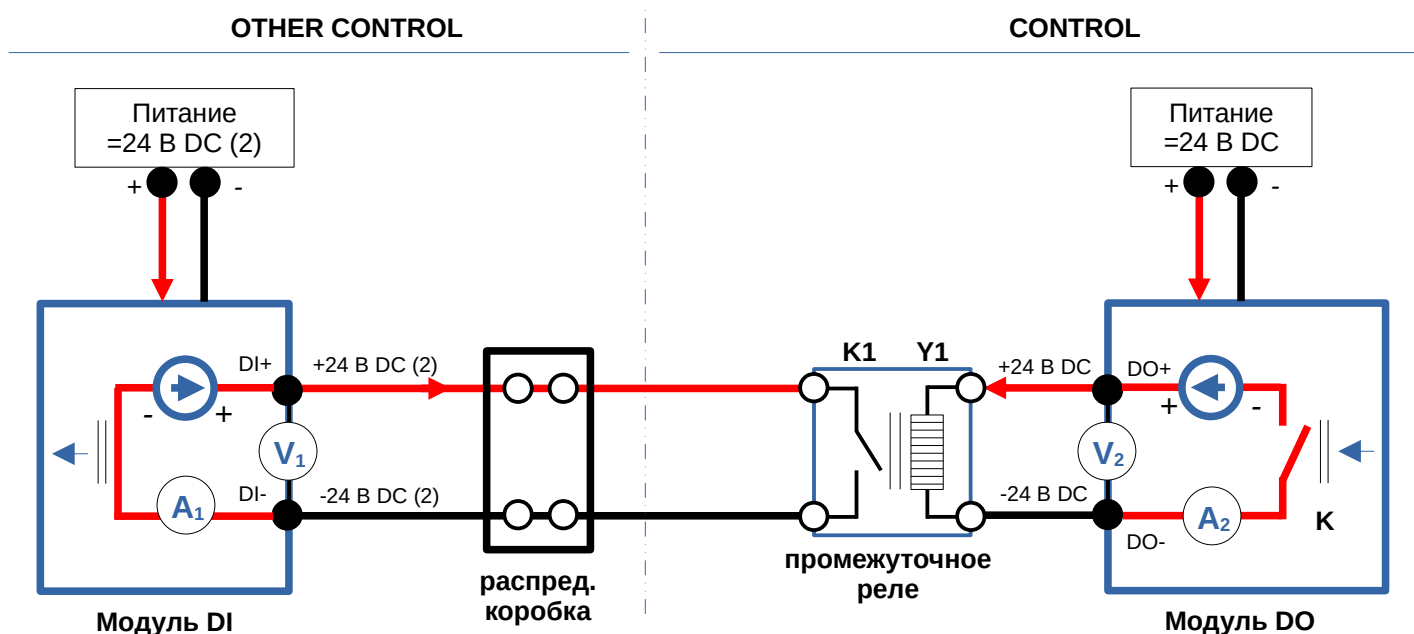 OTHER CONTROL
CONTROL
Питание
=24 В DC (2)
Питание
=24 В DC
+
-
+
-
DI+
+24 В DC (2)
K1
Y1
+24 В DC
DO+
-
+
+
-
V1
V2
A1
DI-
-24 В DC (2)
-24 В DC
A2
K
DO-
промежуточное
реле
распред.
коробка
Модуль DI
Модуль DO